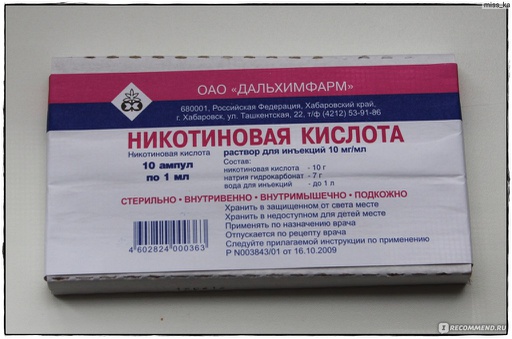 miss_ka
ОАО «ДАЛЬХИМФАРМ»
680001, Российская Федерация, Хабаровский край,
г. Хабаровск, ул. Ташкентская, 22, т/ф (4212) 53-91-86
НИКОТИНОВАЯ КИСЛОТА
Никотиновая кислота
раствор для инъекций 10 мг/мл
10 ампул
по 1 мл
Состав:
никотиновая кислота - 10 г
натрия гидрокарбонат - 7 г
вода для инъекций - до 1 л
СТЕРИЛЬНО • ВНУТРИВЕННО • ВНУТРИМЫШЕЧНО • ПОДКОЖНО
Хранить в защищенном от света месте
Хранить в недоступном для детей месте
Применять по назначению врача
Отпускается по рецепту врача
Следуйте прилагаемой инструкции по применению
Р N003843/01 от 16.10.2009
4602824000363
IRECOMMEND.RU